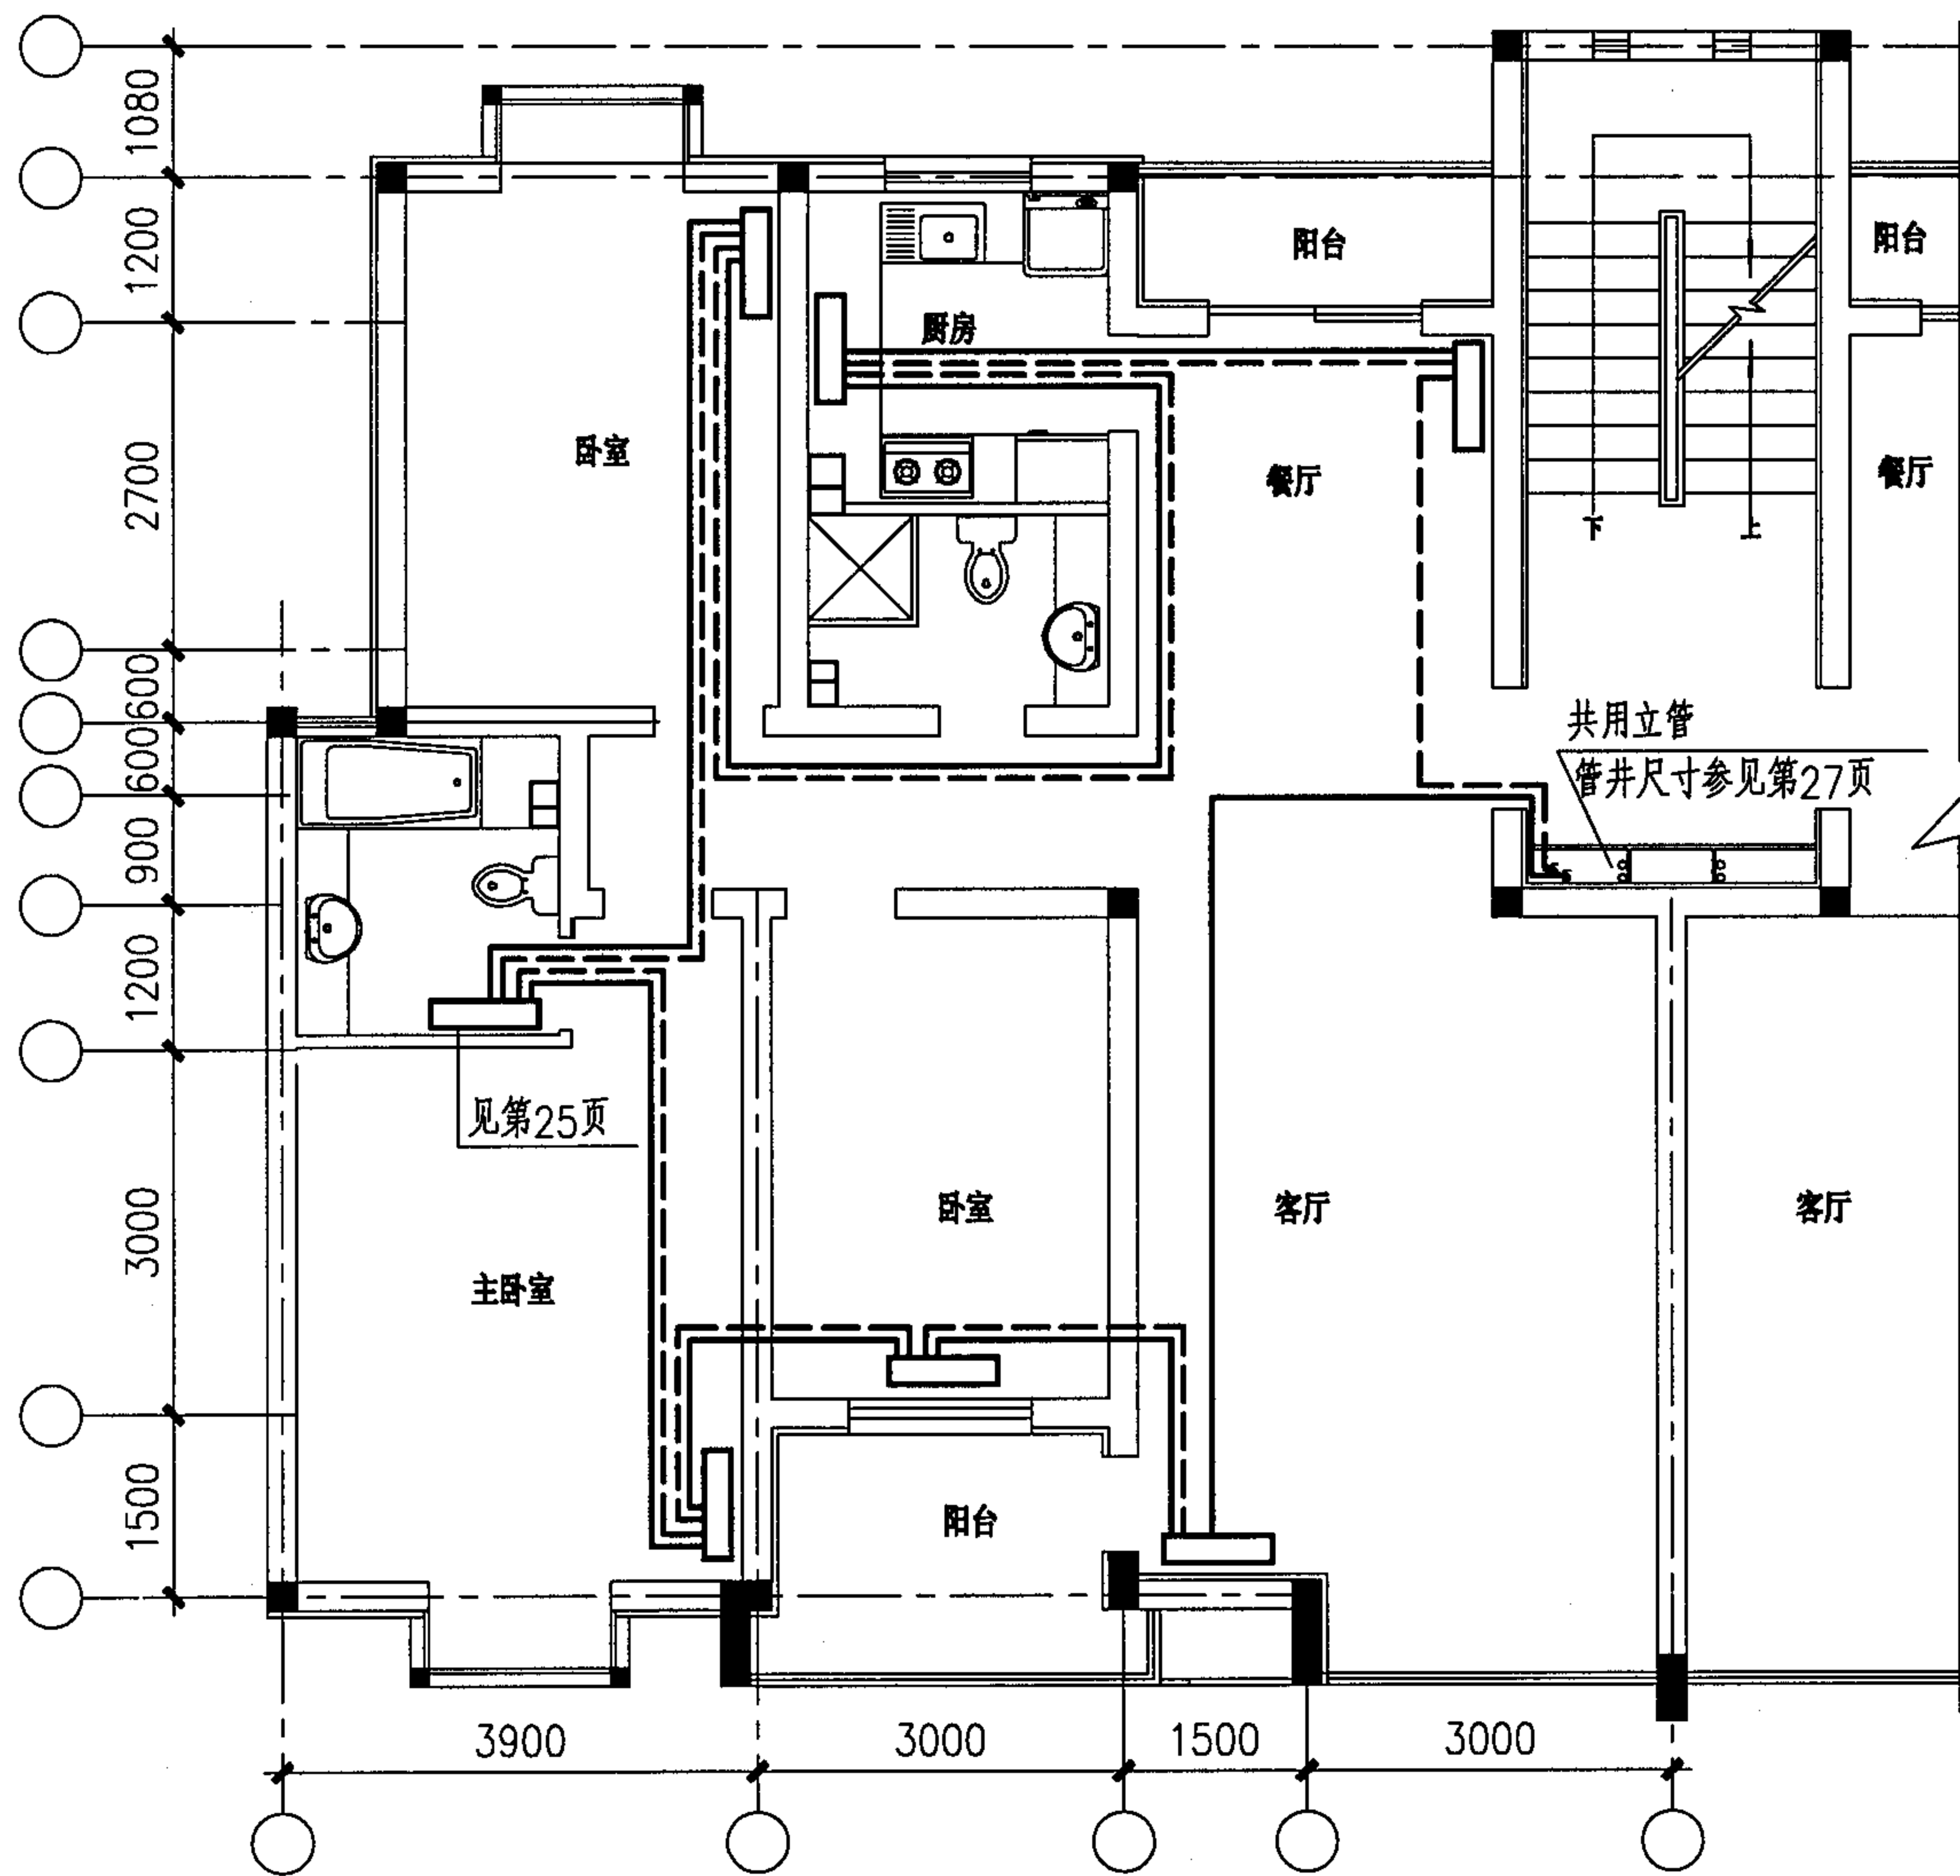 1080
1200
2700
600
600
900
1200
3000
1500
阳台
阳台
厨房
卧室
餐厅
餐厅
下
上
共用立管
管井尺寸参见第27页
见第25页
卧室
客厅
客厅
主卧室
阳台
3900
3000
1500
3000